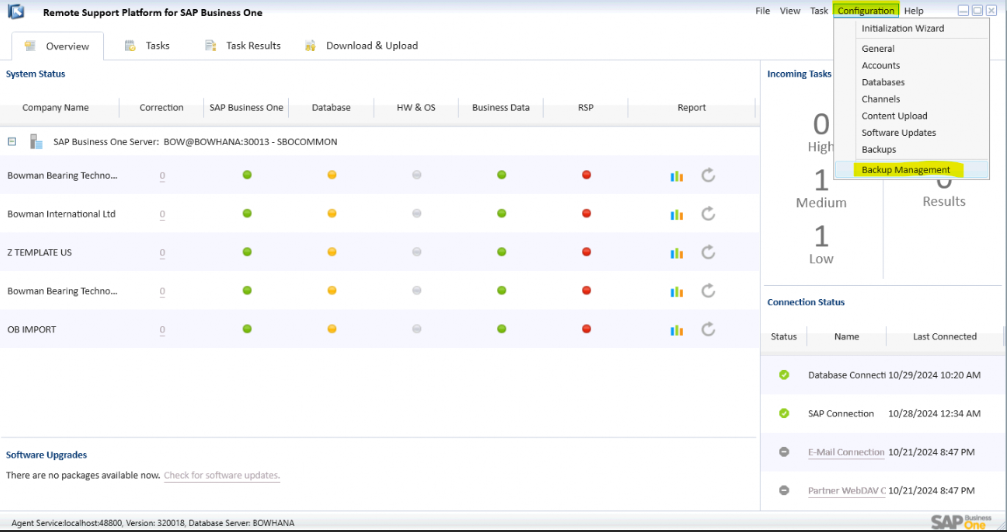 Remote Support Platform for SAP Business One
File View Task Configuration Help
Overview Tasks Task Results Download & Upload
Initialization Wizard
General
Accounts
Databases
Channels
Content Upload
Software Updates
Backups
Backup Management
System Status
Company Name Correction SAP Business One Database HW & OS Business Data RSP Report
SAP Business One Server: BOW@BOWHANA:30013 - SBOCOMMON
Bowman Bearing Techno... 0
Bowman International Ltd 0
Z TEMPLATE US 0
Bowman Bearing Techno... 0
OB IMPORT 0
Incoming Tasks
0
High
1
Medium
1
Low
0
Results
Connection Status
Status Name Last Connected
Database Connecti 10/29/2024 10:20 AM
SAP Connection 10/28/2024 12:34 AM
E-Mail Connection 10/21/2024 8:47 PM
Partner WebDAV C 10/21/2024 8:47 PM
Software Upgrades
There are no packages available now. Check for software updates.
Agent Service:localhost:48800, Version: 320018, Database Server: BOWHANA
SAP Business One